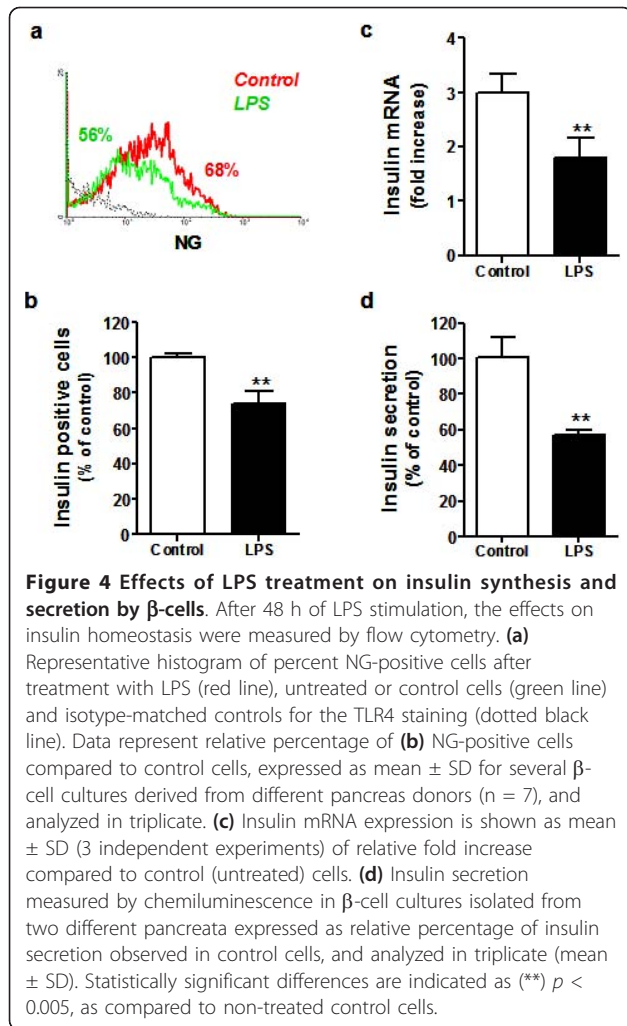 a
Control
LPS
56%
68%
NG
c
Insulin mRNA
(fold increase)
4
3
2
1
0
**
Control LPS
b
Insulin positive cells
(% of control)
120
100
80
60
40
20
0
**
Control LPS
d
Insulin secretion
(% of control)
120
100
80
60
40
20
0
**
Control LPS
Figure 4 Effects of LPS treatment on insulin synthesis and
secretion by β-cells. After 48 h of LPS stimulation, the effects on
insulin homeostasis were measured by flow cytometry. (a)
Representative histogram of percent NG-positive cells after
treatment with LPS (red line), untreated or control cells (green line)
and isotype-matched controls for the TLR4 staining (dotted black
line). Data represent relative percentage of (b) NG-positive cells
compared to control cells, expressed as mean ± SD for several β-
cell cultures derived from different pancreas donors (n = 7), and
analyzed in triplicate. (c) Insulin mRNA expression is shown as mean
± SD (3 independent experiments) of relative fold increase
compared to control (untreated) cells. (d) Insulin secretion
measured by chemiluminescence in β-cell cultures isolated from
two different pancreata expressed as relative percentage of insulin
secretion observed in control cells, and analyzed in triplicate (mean
± SD). Statistically significant differences are indicated as (**) p <
0.005, as compared to non-treated control cells.